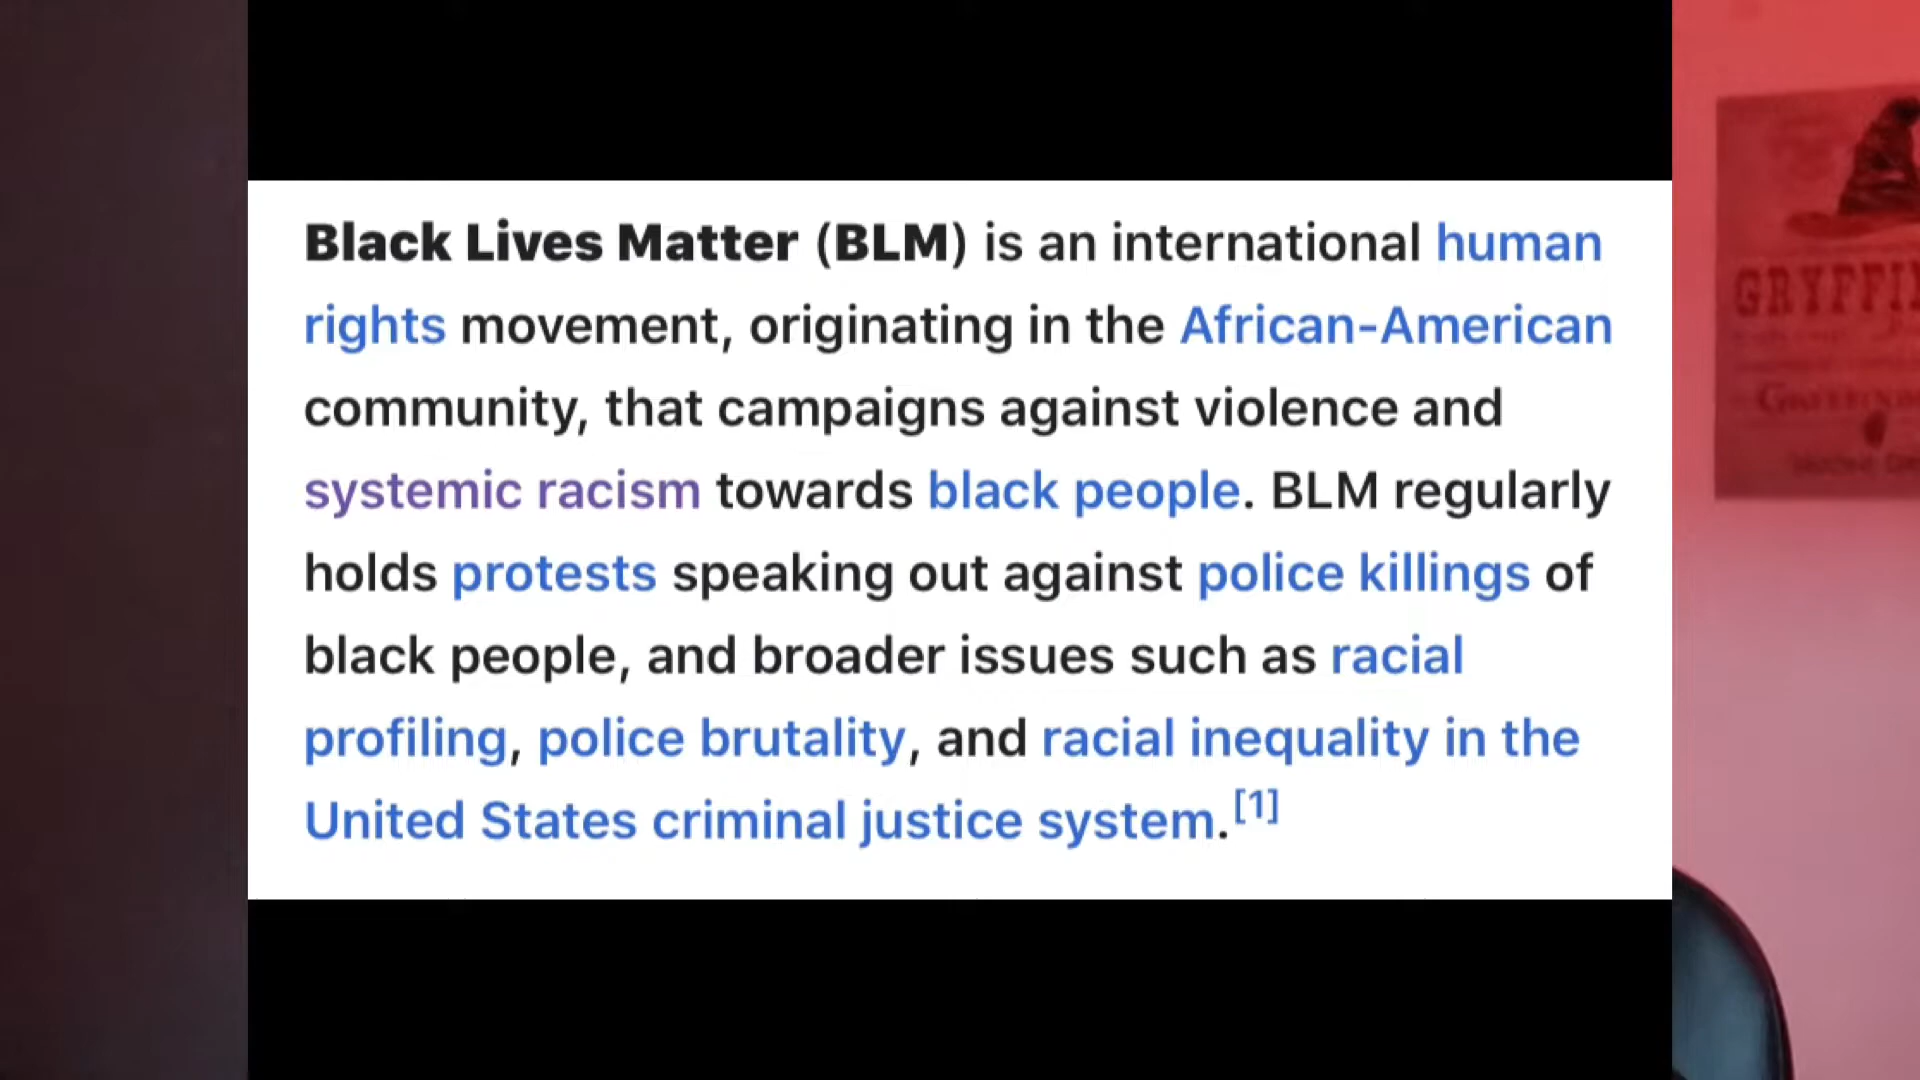 Black Lives Matter (BLM) is an international human
rights movement, originating in the African-American
community, that campaigns against violence and
systemic racism towards black people. BLM regularly
holds protests speaking out against police killings of
black people, and broader issues such as racial
profiling, police brutality, and racial inequality in the
United States criminal justice system.[1]
GRYFFIN